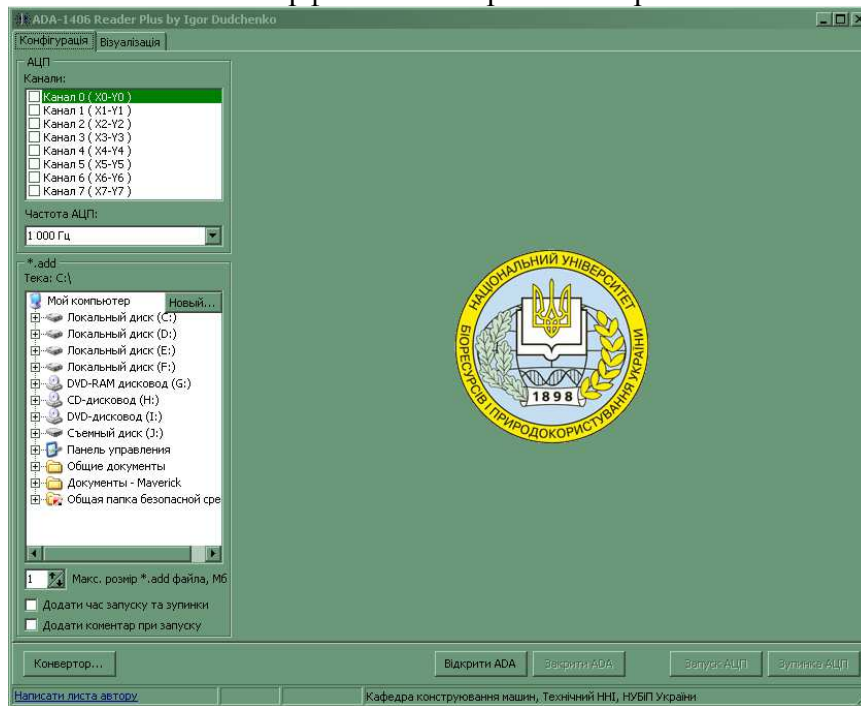 ADA-1406 Reader Plus by Igor Dudchenko
Конфігурація Візуалізація
АЦП
Канали:
Канал 0 ( X0-Y0 )
Канал 1 ( X1-Y1 )
Канал 2 ( X2-Y2 )
Канал 3 ( X3-Y3 )
Канал 4 ( X4-Y4 )
Канал 5 ( X5-Y5 )
Канал 6 ( X6-Y6 )
Канал 7 ( X7-Y7 )
Частота АЦП:
1 000 Гц
*.add
Тека: C:\
Мой компьютер Новый...
Локальный диск (C:)
Локальный диск (D:)
Локальный диск (E:)
Локальный диск (F:)
DVD-RAM дисковод (G:)
CD-дисковод (H:)
DVD-дисковод (I:)
Съемный диск (J:)
Панель управления
Общие документы
Документы - Maverick
Общая папка безопасной сре
1 Макс. розмір *.add файла, Мб
Додати час запуску та зупинки
Додати коментар при запуску
НАЦІОНАЛЬНИЙ УНІВЕРСИТЕТ
БІОРЕСУРСІВ І ПРИРОДОКОРИСТУВАННЯ УКРАЇНИ
1898
Конвертор... Відкрити ADA Закрити ADA Запуск АЦП Зупинка АЦП
Написати листа автору Кафедра конструювання машин, Технічний ННІ, НУБІП України